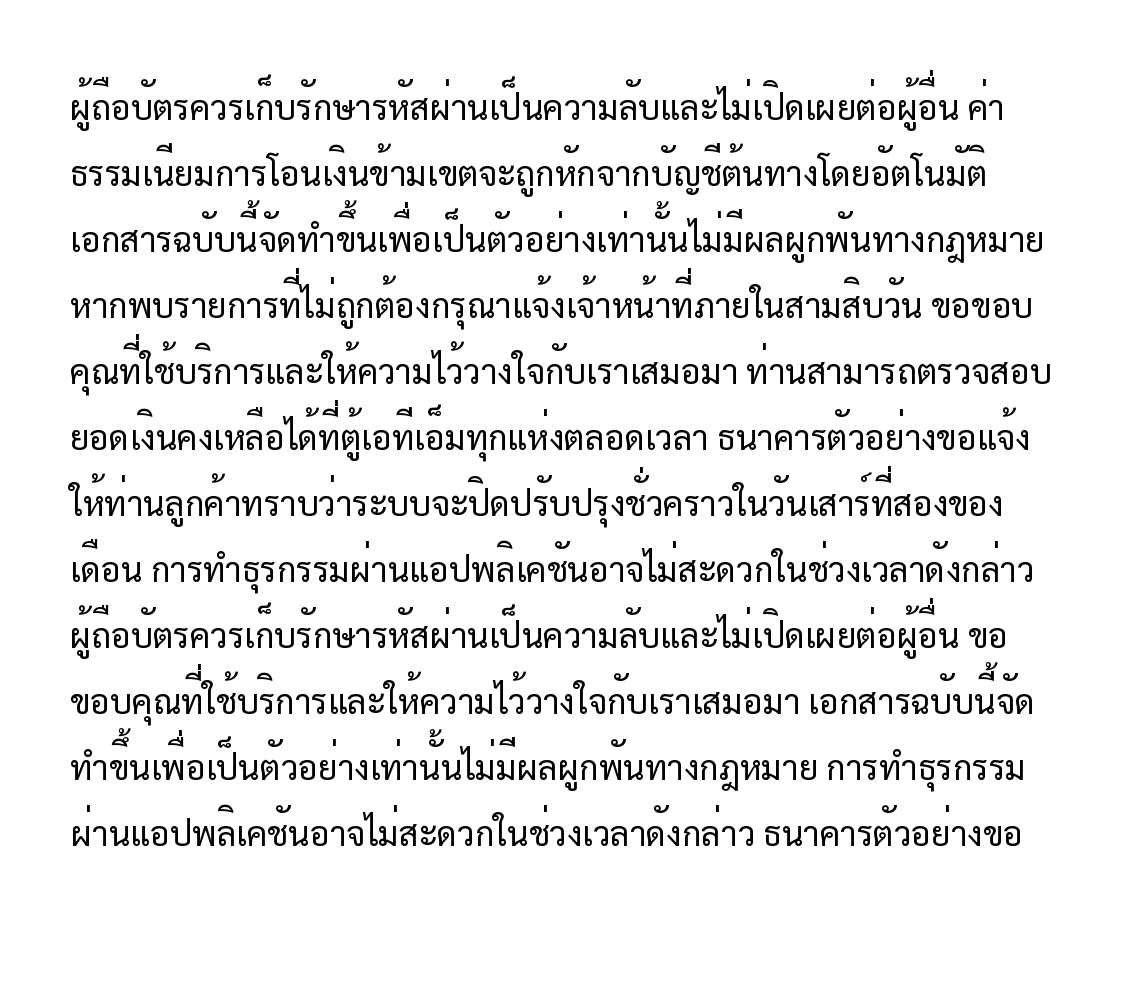 ผู้ถือบัตรควรเก็บรักษารหัสผ่านเป็นความลับและไม่เปิดเผยต่อผู้อื่น ค่า
ธรรมเนียมการโอนเงินข้ามเขตจะถูกหักจากบัญชีต้นทางโดยอัตโนมัติ
เอกสารฉบับนี้จัดทำขึ้นเพื่อเป็นตัวอย่างเท่านั้นไม่มีผลผูกพันทางกฎหมาย
หากพบรายการที่ไม่ถูกต้องกรุณาแจ้งเจ้าหน้าที่ภายในสามสิบวัน ขอขอบ
คุณที่ใช้บริการและให้ความไว้วางใจกับเราเสมอมา ท่านสามารถตรวจสอบ
ยอดเงินคงเหลือได้ที่ตู้เอทีเอ็มทุกแห่งตลอดเวลา ธนาคารตัวอย่างขอแจ้ง
ให้ท่านลูกค้าทราบว่าระบบจะปิดปรับปรุงชั่วคราวในวันเสาร์ที่สองของ
เดือน การทำธุรกรรมผ่านแอปพลิเคชันอาจไม่สะดวกในช่วงเวลาดังกล่าว
ผู้ถือบัตรควรเก็บรักษารหัสผ่านเป็นความลับและไม่เปิดเผยต่อผู้อื่น ขอ
ขอบคุณที่ใช้บริการและให้ความไว้วางใจกับเราเสมอมา เอกสารฉบับนี้จัด
ทำขึ้นเพื่อเป็นตัวอย่างเท่านั้นไม่มีผลผูกพันทางกฎหมาย การทำธุรกรรม
ผ่านแอปพลิเคชันอาจไม่สะดวกในช่วงเวลาดังกล่าว ธนาคารตัวอย่างขอ